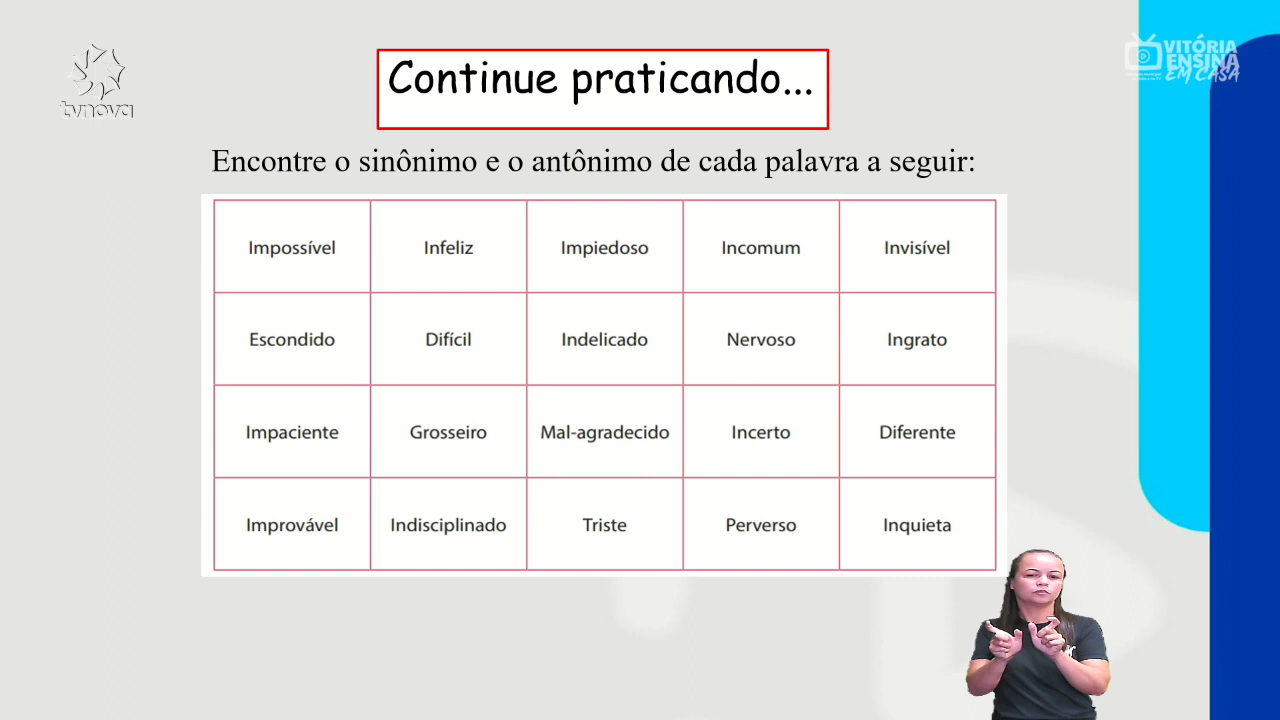 tvnova
VITÓRIA
ENSINA
EM CASA
Continue praticando...
Encontre o sinônimo e o antônimo de cada palavra a seguir:
Impossível Infeliz Impiedoso Incomum Invisível
Escondido Difícil Indelicado Nervoso Ingrato
Impaciente Grosseiro Mal-agradecido Incerto Diferente
Improvável Indisciplinado Triste Perverso Inquieta